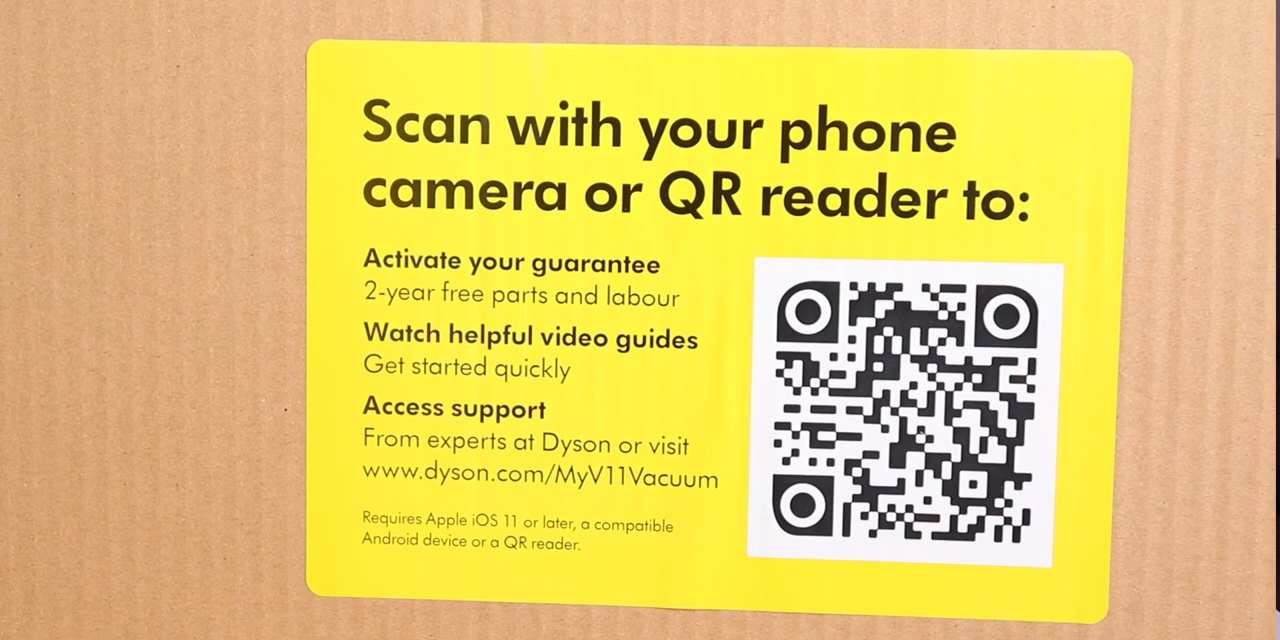 Scan with your phone
camera or QR reader to:
Activate your guarantee
2-year free parts and labour
Watch helpful video guides
Get started quickly
Access support
From experts at Dyson or visit
www.dyson.com/MyV11Vacuum
Requires Apple iOS 11 or later, a compatible
Android device or a QR reader.